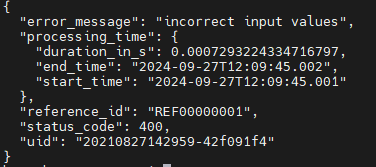 {
  "error_message": "incorrect input values",
  "processing_time": {
    "duration_in_s": 0.0007293224334716797,
    "end_time": "2024-09-27T12:09:45.002",
    "start_time": "2024-09-27T12:09:45.001"
  },
  "reference_id": "REF00000001",
  "status_code": 400,
  "uid": "20210827142959-42f091f4"
}